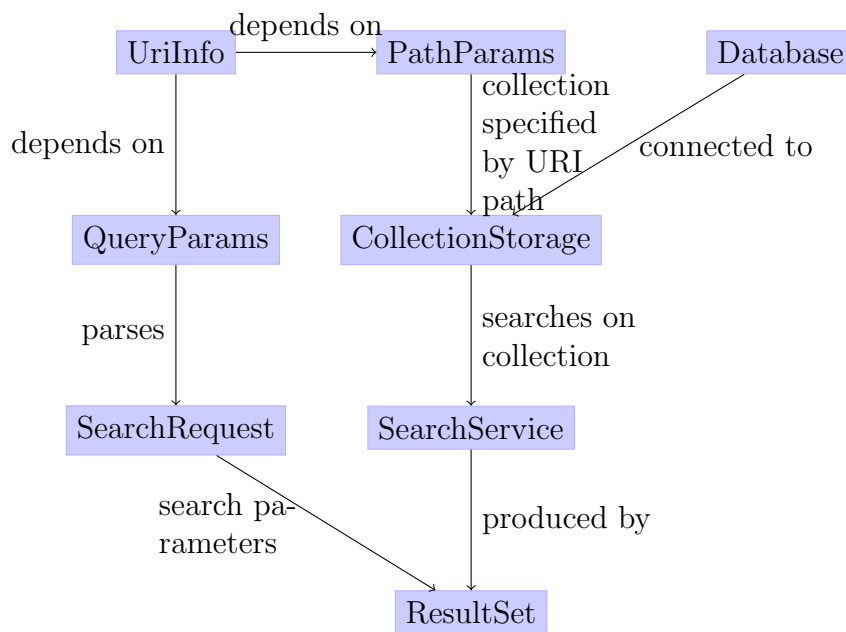 depends on
UriInfo
PathParams
Database
collection
specified
by URI
path
depends on
connected to
QueryParams
CollectionStorage
parses
searches on
collection
SearchRequest
SearchService
search pa-
rameters
produced by
ResultSet